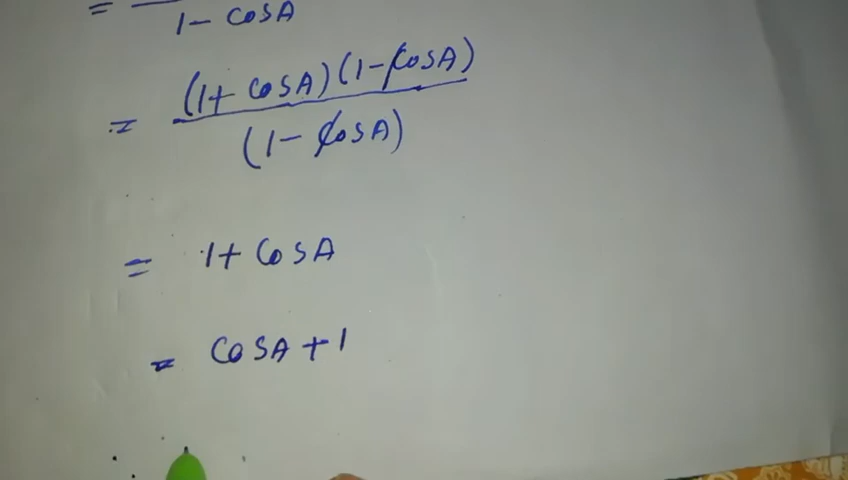 = 1 - cosA
= (1 + cosA) (1 - cosA)
(1 - cosA)
= 1 + cosA
= cosA + 1